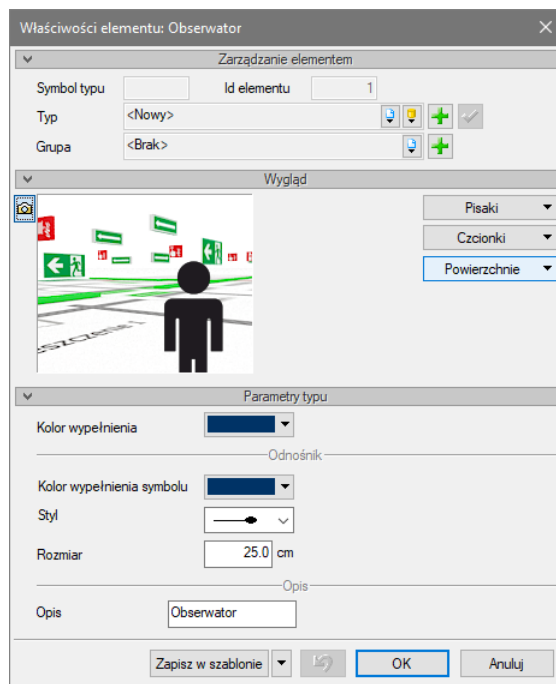 Właściwości elementu: Obserwator
Zarządzanie elementem
Symbol typu
Id elementu 1
Typ <Nowy>
Grupa <Brak>
Wygląd
Pisaki
Czcionki
Powierzchnie
Parametry typu
Kolor wypełnienia
Odnośnik
Kolor wypełnienia symbolu
Styl
Rozmiar 25.0 cm
Opis
Opis Obserwator
Zapisz w szablonie OK Anuluj